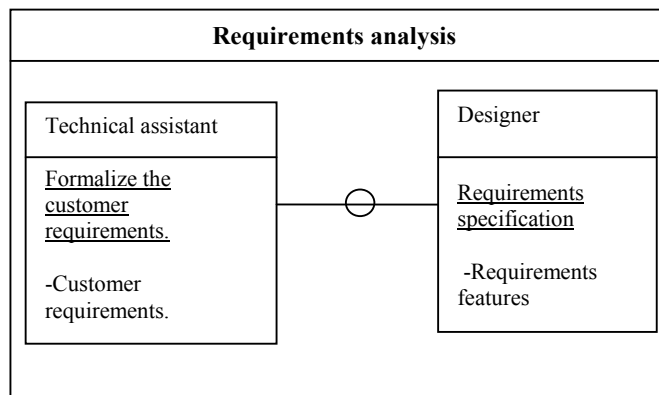 Requirements analysis
Technical assistant
Formalize the
customer
requirements.
-Customer
requirements.
Designer
Requirements
specification
-Requirements
features